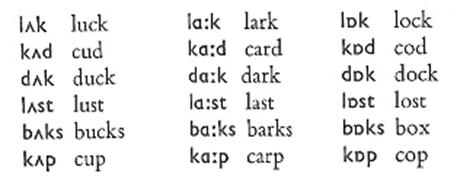 lʌk luck lɑːk lark lɒk lock
kʌd cud kɑːd card kɒd cod
dʌk duck dɑːk dark dɒk dock
lʌst lust lɑːst last lɒst lost
bʌks bucks bɑːks barks bɒks box
kʌp cup kɑːp carp kɒp cop